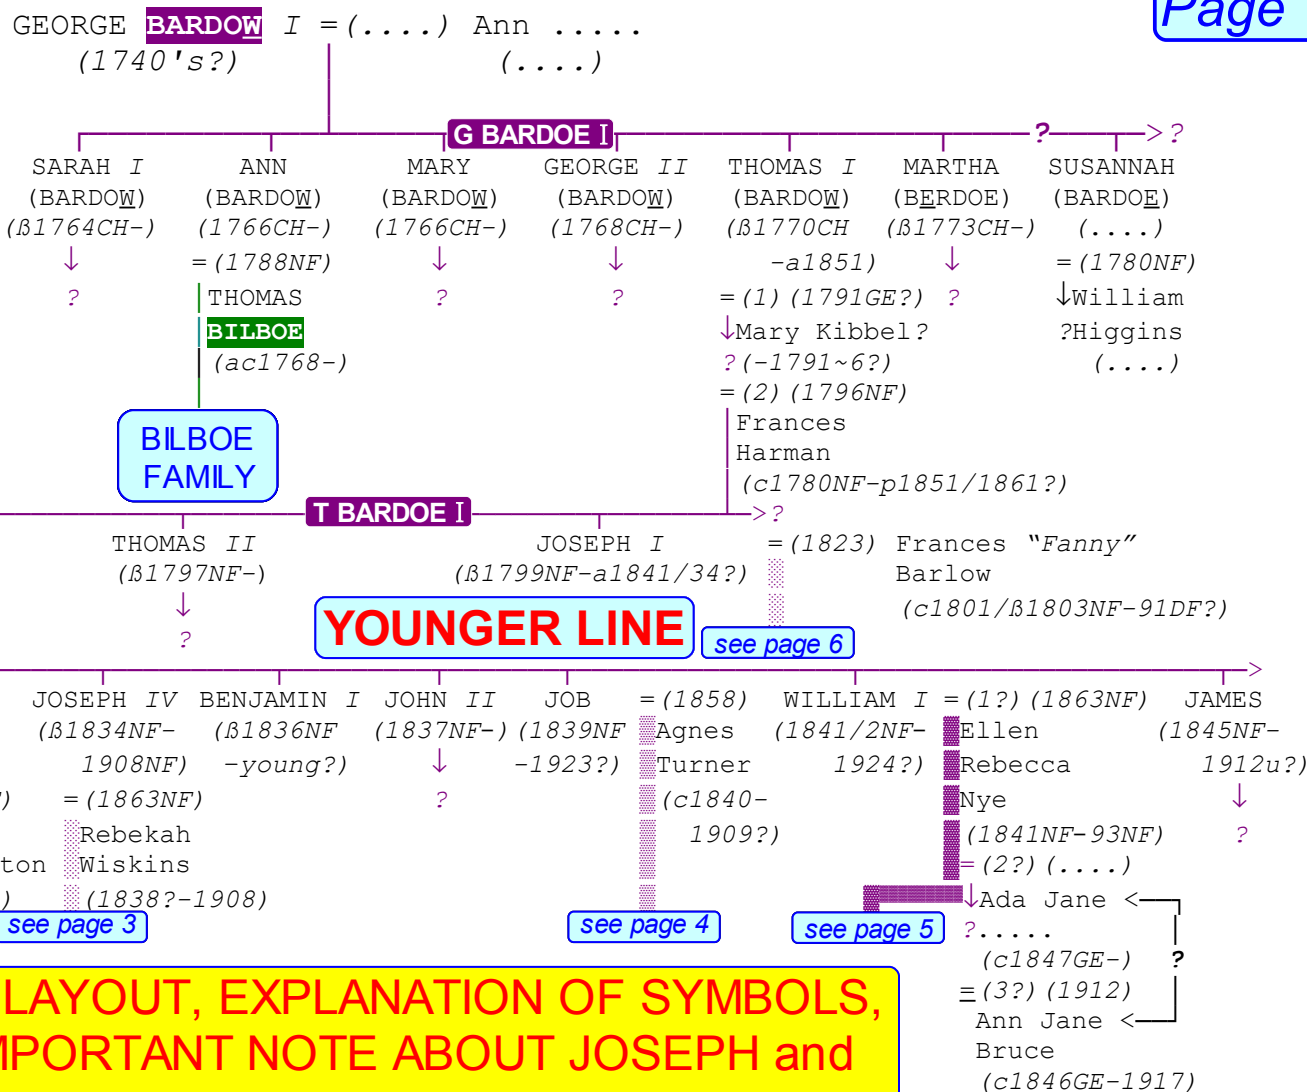 GEORGE BARDOW I =(....) Ann .....
Page
(1740's?) (....)
G BARDOE I ? >?
SARAH I ANN MARY GEORGE II THOMAS I MARTHA SUSANNAH
(BARDOW) (BARDOW) (BARDOW) (BARDOW) (BARDOW) (BERDOE) (BARDOE)
(ß1764CH-) (1766CH-) (1766CH-) (1768CH-) (ß1770CH (ß1773CH-) (....)
↓ =(1788NF) ↓ ↓ -a1851) ↓ =(1780NF)
? THOMAS ? ? =(1)(1791GE?) ? ↓William
BILBOE ↓Mary Kibbel? ?Higgins
(ac1768-) ?(-1791~6?) (....)
=(2)(1796NF)
BILBOE Frances
FAMILY Harman
(c1780NF-p1851/1861?)
T BARDOE I >?
THOMAS II JOSEPH I =(1823) Frances “Fanny”
(ß1797NF-) (ß1799NF-a1841/34?) Barlow
↓ (c1801/ß1803NF-91DF?)
? YOUNGER LINE see page 6
>
JOSEPH IV BENJAMIN I JOHN II JOB =(1858) WILLIAM I =(1?)(1863NF) JAMES
(ß1834NF- (ß1836NF (1837NF-) (1839NF Agnes (1841/2NF- Ellen (1845NF-
1908NF) -young?) ↓ -1923?) Turner 1924?) Rebecca 1912u?)
) =(1863NF) ? (c1840- Nye ↓
Rebekah 1909?) (1841NF-93NF) ?
ton Wiskins =(2?)(....)
) (1838?-1908) ↓Ada Jane <
see page 3 see page 4 see page 5 ?.....
(c1847GE-) ?
=(3?)(1912)
LAYOUT, EXPLANATION OF SYMBOLS,
Ann Jane <
MPORTANT NOTE ABOUT JOSEPH and
Bruce
(c1846GE-1917)